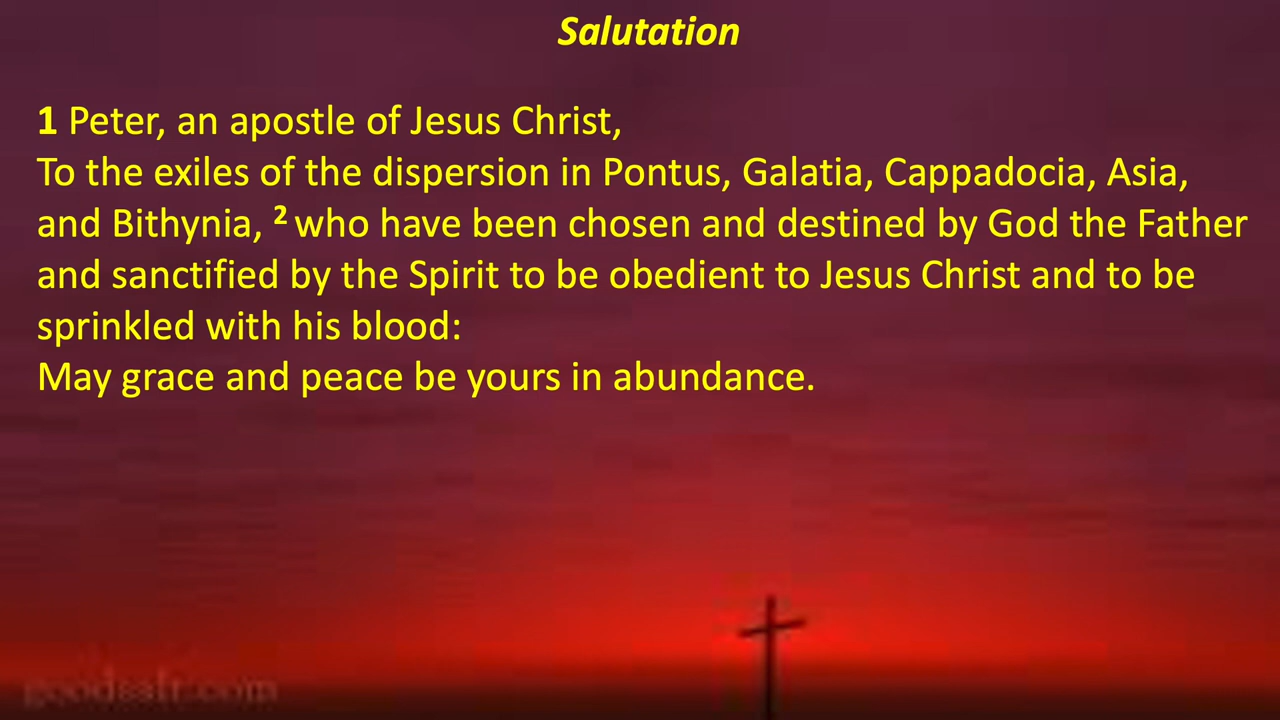 Salutation
1 Peter, an apostle of Jesus Christ,
To the exiles of the dispersion in Pontus, Galatia, Cappadocia, Asia,
and Bithynia, ² who have been chosen and destined by God the Father
and sanctified by the Spirit to be obedient to Jesus Christ and to be
sprinkled with his blood:
May grace and peace be yours in abundance.
goodsalt.com